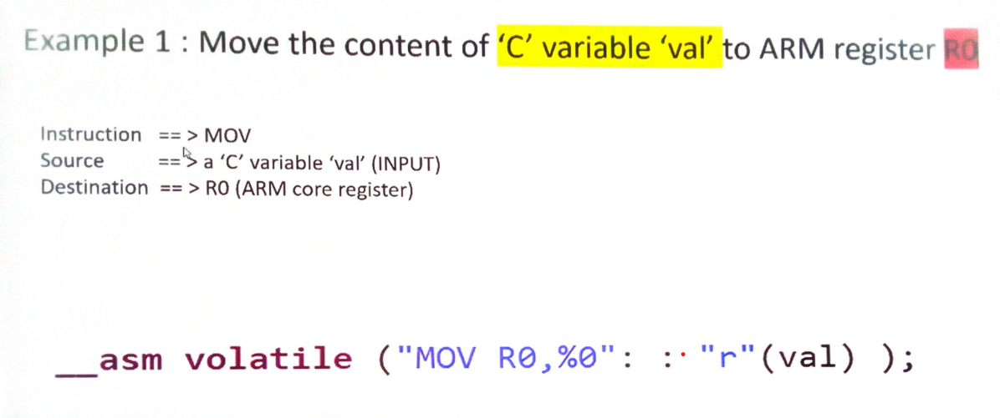 Example 1 : Move the content of ‘C’ variable ‘val’ to ARM register R0
Instruction == > MOV
Source ==> a ‘C’ variable ‘val’ (INPUT)
Destination == > R0 (ARM core register)
__asm volatile ("MOV R0,%0": : "r"(val) );